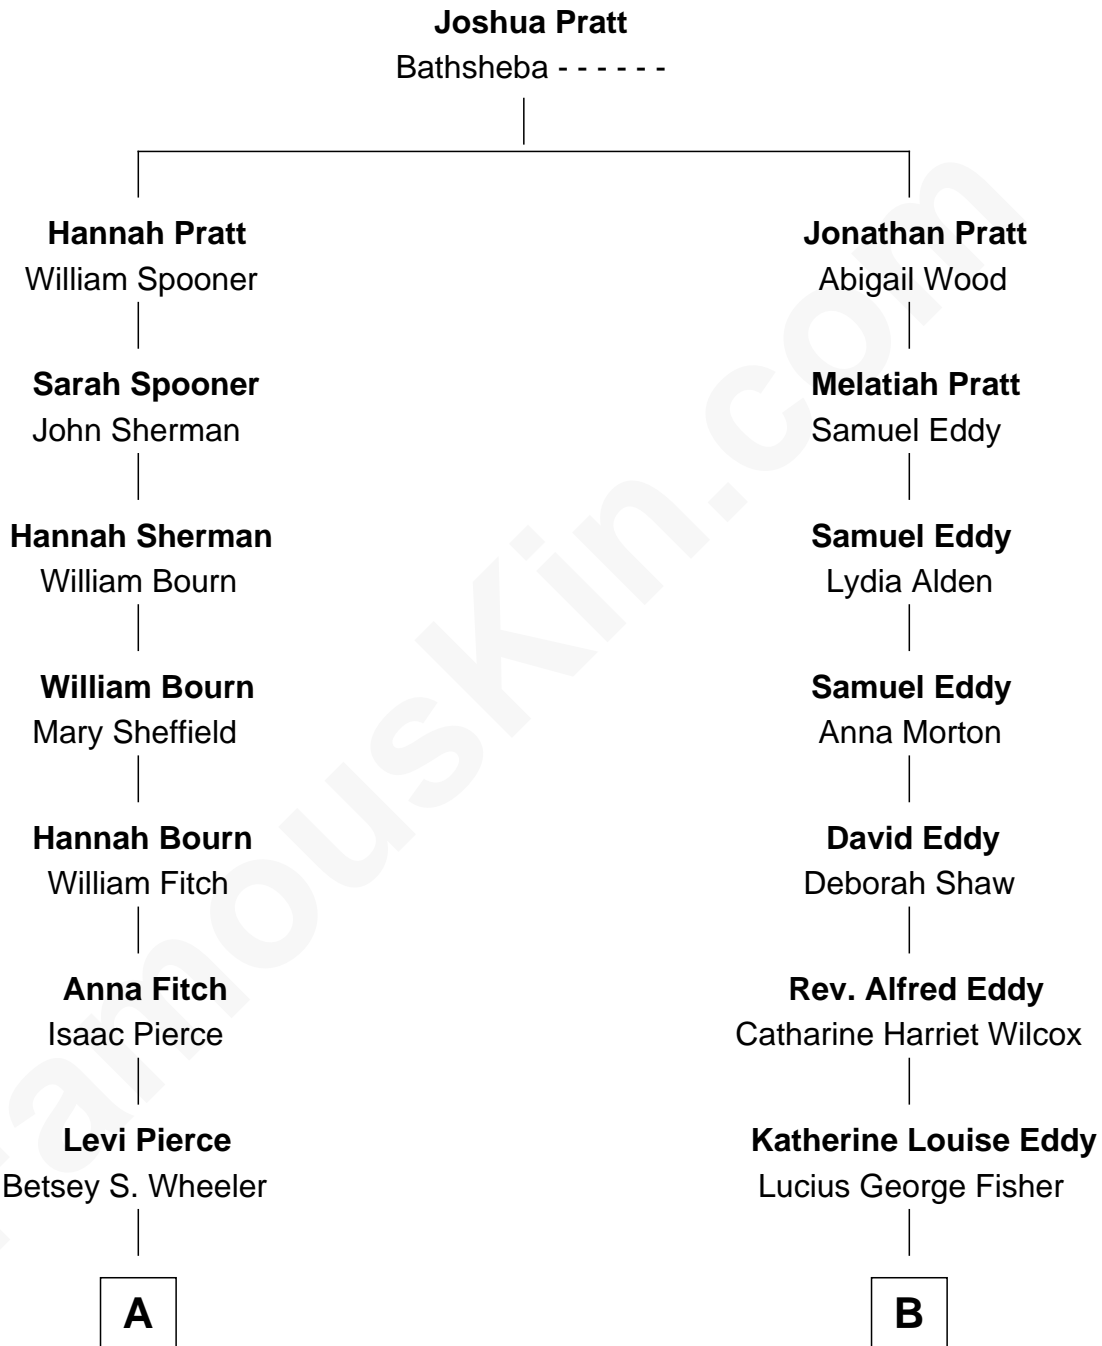 Joshua Pratt
Bathsheba - - - - - -
Hannah Pratt
William Spooner
Sarah Spooner
John Sherman
Hannah Sherman
William Bourn
William Bourn
Mary Sheffield
Hannah Bourn
William Fitch
Anna Fitch
Isaac Pierce
Levi Pierce
Betsey S. Wheeler
A
Jonathan Pratt
Abigail Wood
Melatiah Pratt
Samuel Eddy
Samuel Eddy
Lydia Alden
Samuel Eddy
Anna Morton
David Eddy
Deborah Shaw
Rev. Alfred Eddy
Catharine Harriet Wilcox
Katherine Louise Eddy
Lucius George Fisher
B
FamousKin.com